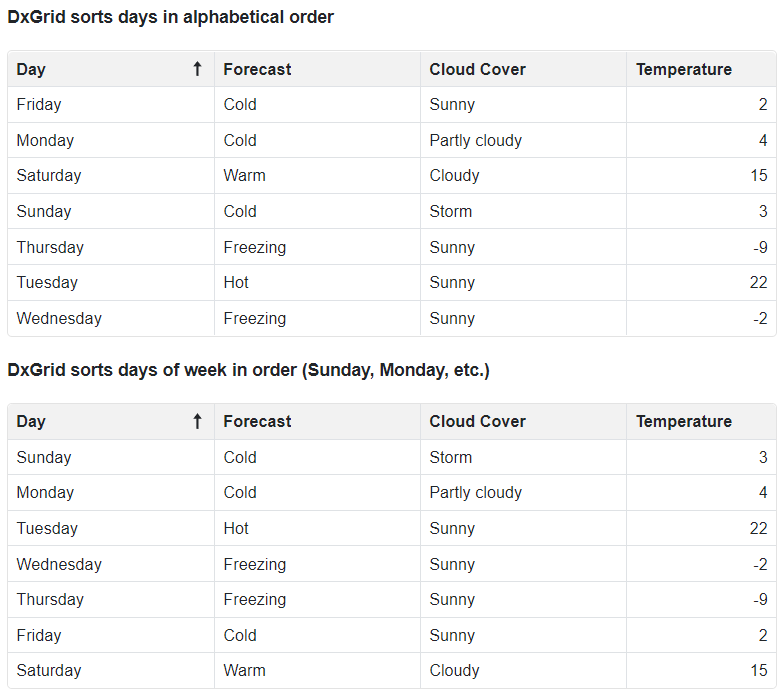 DxGrid sorts days in alphabetical order
Day ↑ Forecast Cloud Cover Temperature
Friday Cold Sunny 2
Monday Cold Partly cloudy 4
Saturday Warm Cloudy 15
Sunday Cold Storm 3
Thursday Freezing Sunny -9
Tuesday Hot Sunny 22
Wednesday Freezing Sunny -2
DxGrid sorts days of week in order (Sunday, Monday, etc.)
Day ↑ Forecast Cloud Cover Temperature
Sunday Cold Storm 3
Monday Cold Partly cloudy 4
Tuesday Hot Sunny 22
Wednesday Freezing Sunny -2
Thursday Freezing Sunny -9
Friday Cold Sunny 2
Saturday Warm Cloudy 15